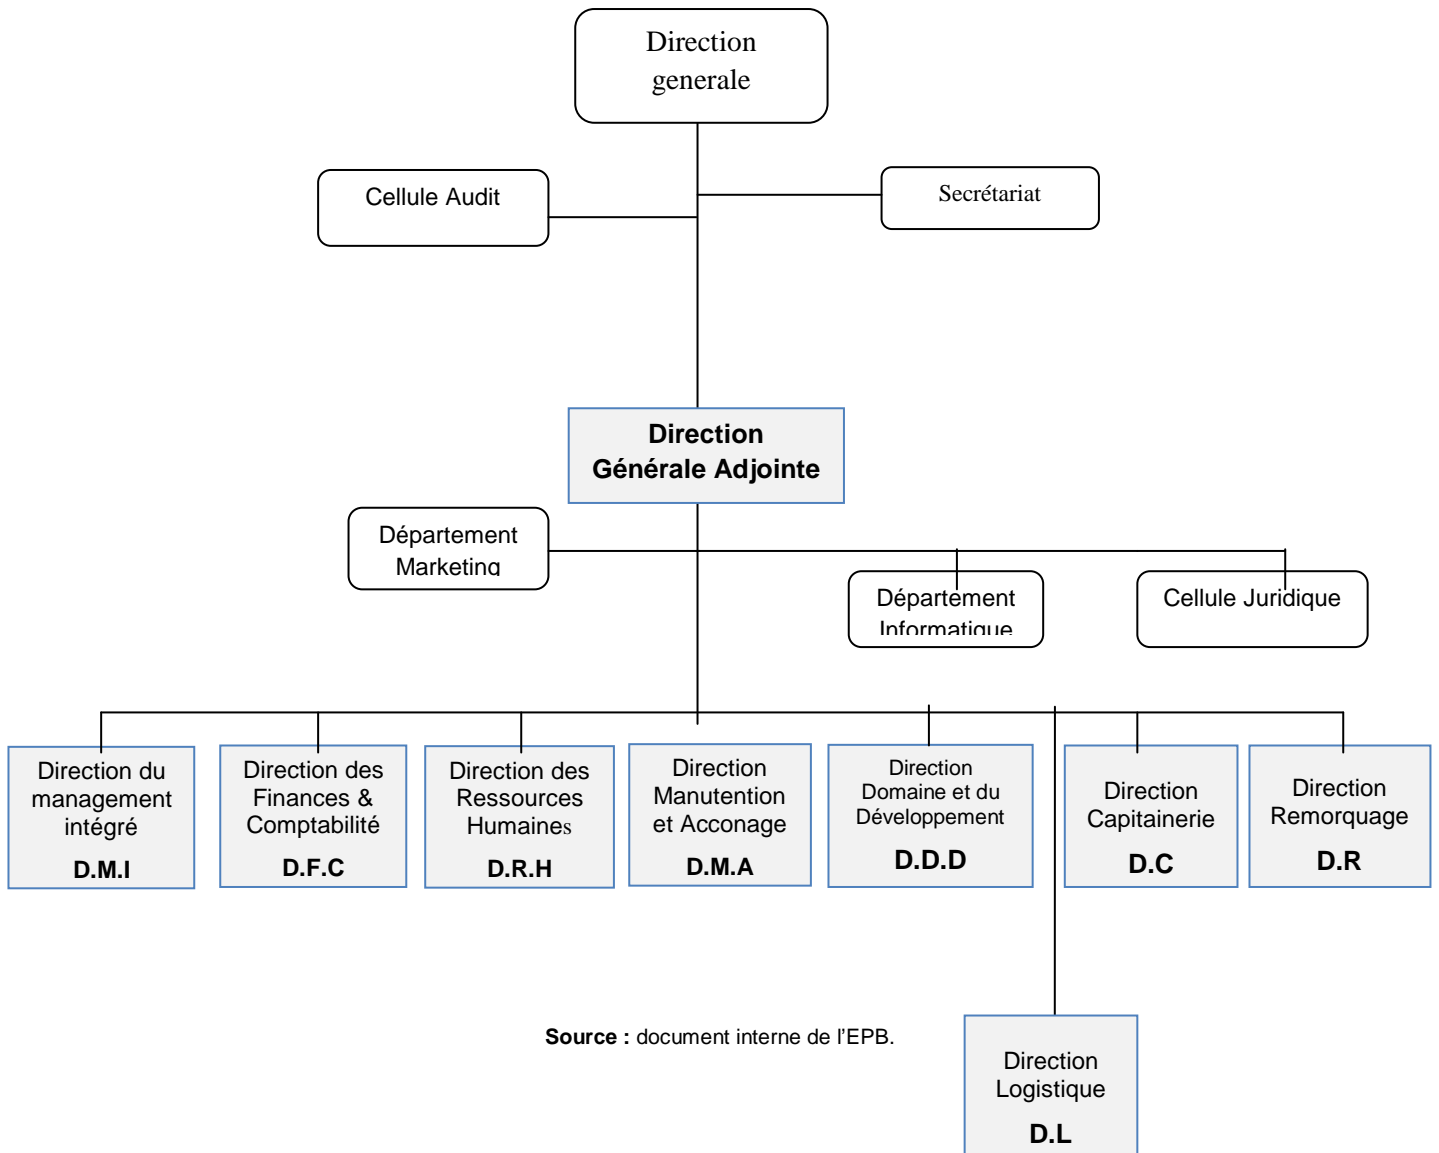 Direction
generale
Cellule Audit
Secrétariat
Direction
Générale Adjointe
Département
Marketing
Département
Informatique
Cellule Juridique
Direction du
management
intégré
D.M.I
Direction des
Finances &
Comptabilité
D.F.C
Direction des
Ressources
Humaines
D.R.H
Direction
Manutention
et Acconage
D.M.A
Direction
Domaine et du
Développement
D.D.D
Direction
Capitainerie
D.C
Direction
Remorquage
D.R
Source : document interne de l'EPB.
Direction
Logistique
D.L